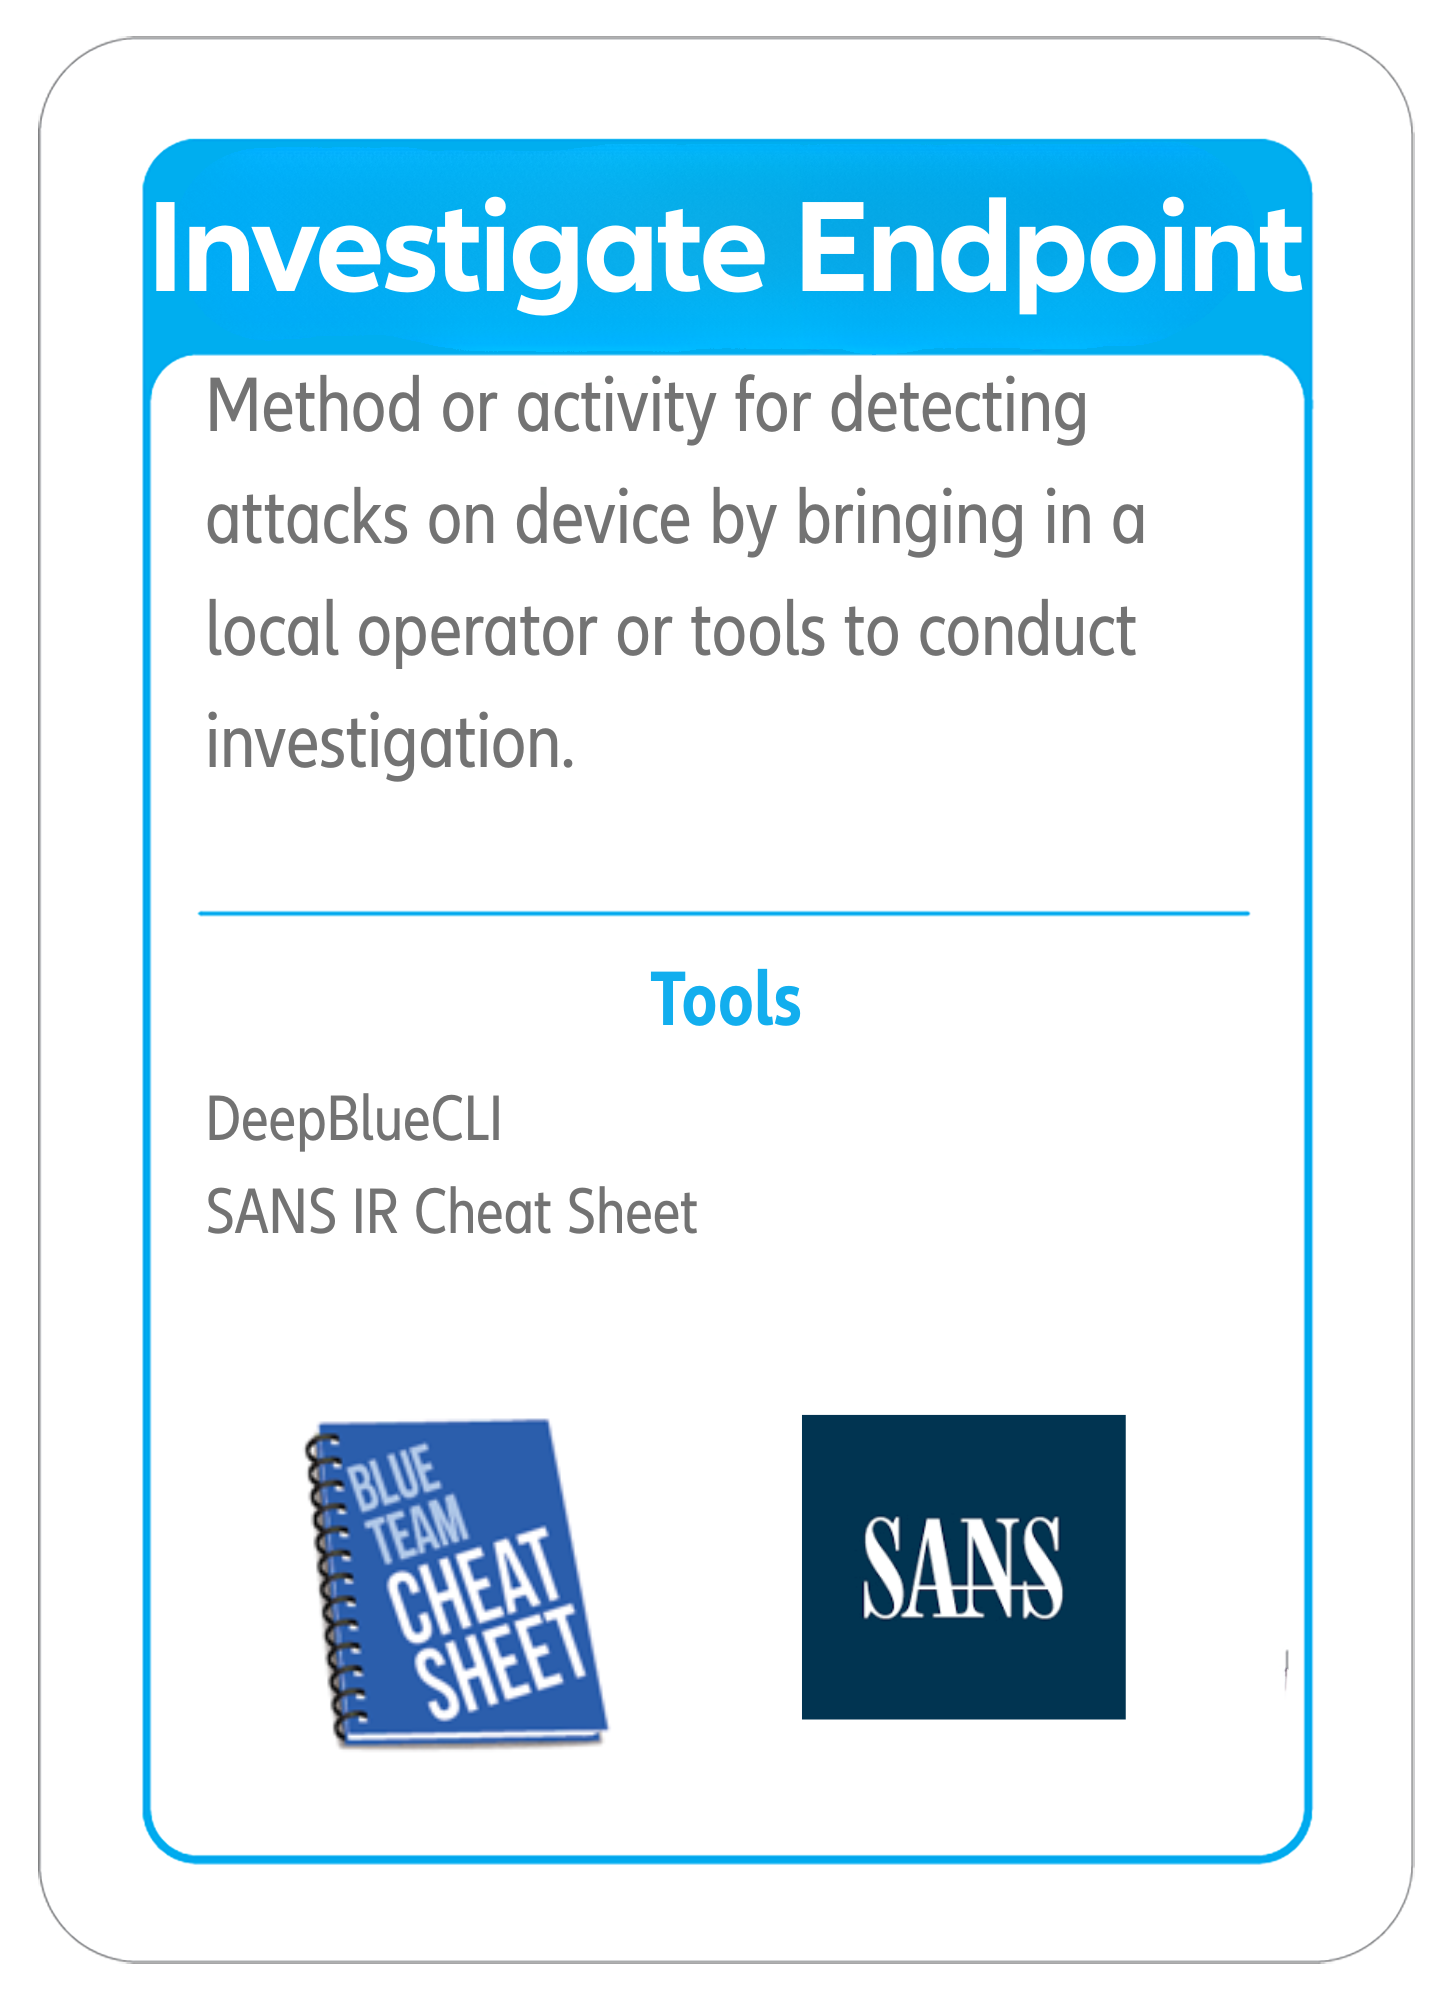 Investigate Endpoint
Method or activity for detecting
attacks on device by bringing in a
local operator or tools to conduct
investigation.
Tools
DeepBlueCLI
SANS IR Cheat Sheet
BLUE
TEAM
CHEAT
SHEET
SANS